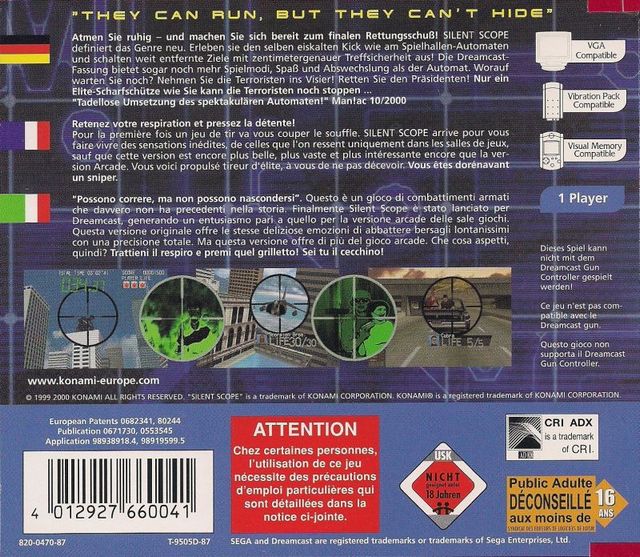 "THEY CAN RUN, BUT THEY CAN'T HIDE"
Atmen Sie ruhig – und machen Sie sich bereit zum finalen Rettungsschuß! SILENT SCOPE
definiert das Genre neu. Erleben sie den selben eiskalten Kick wie am Spielhallen-Automaten
und schalten weit entfernte Ziele mit zentimetergenauer Treffsicherheit aus! Die Dreamcast-
Fassung bietet sogar noch mehr Spielmodi, Spaß und Abswechslung als der Automat. Worauf
warten Sie noch? Nehmen Sie die Terroristen ins Visier! Retten Sie den Präsidenten! Nur ein
Elite-Scharfschütze wie Sie kann die Terroristen noch stoppen ...
"Tadellose Umsetzung des spektakulären Automaten!" Man!ac 10/2000
Retenez votre respiration et pressez la détente!
Pour la première fois un jeu de tir va vous couper le souffle. SILENT SCOPE arrive pour vous
faire vivre des sensations inédites, de celles que l'on ressent uniquement dans les salles de jeux,
sauf que cette version est encore plus belle, plus vaste et plus intéressante encore que la ver-
sion Arcade. Vous voici propulsé tireur d'élite, à vous de ne pas décevoir. Vous êtes dorénavant
un sniper.
"Possono correre, ma non possono nascondersi". Questo è un gioco di combattimenti armati
che davvero non ha precedenti nella storia. Finalmente Silent Scope è stato lanciato per
Dreamcast, generando un entusiasmo pari a quello per la versione arcade delle sale giochi.
Questa versione originale offre le stesse deliziose emozioni di abbattere bersagli lontanissimi
con una precisione totale. Ma questa versione offre di più del gioco arcade. Che cosa aspetti,
quindi? Trattieni il respiro e premi quel grilletto! Sei tu il cecchino!
VGA
Compatible
Vibration Pack
Compatible
Visual Memory
Compatible
1 Player
Dieses Spiel kann
nicht mit dem
Dreamcast Gun
Controller gespielt
werden!
Ce jeu n'est pas com-
patible avec le
Dreamcast gun.
Questo gioco non
supporta il Dreamcast
Gun Controller.
LIFE 30/30
LIFE 5/5
www.konami-europe.com
© 1999 2000 KONAMI ALL RIGHTS RESERVED. "SILENT SCOPE" is a trademark of KONAMI CORPORATION. KONAMI® is a registered trademark of KONAMI CORPORATION.
European Patents 0682341, 80244
Publication 0671730, 0553545
Application 98938918.4, 98919599.5
4 012927 660041
820-0470-87
T-9505D-87
ATTENTION
Chez certaines personnes,
l'utilisation de ce jeu
nécessite des précautions
d'emploi particulières qui
sont détaillées dans la
notice ci-jointe.
USK
NICHT
geeignet unter
18 Jahren
CRI ADX
is a trademark
of CRI.
ADX
Public Adulte
DÉCONSEILLÉ
aux moins de
16
ANS
SYNDICAT DES EDITEURS DE LOGICIELS DE LOISIRS
SEGA and Dreamcast are registered trademarks or trademarks of Sega Enterprises, Ltd.